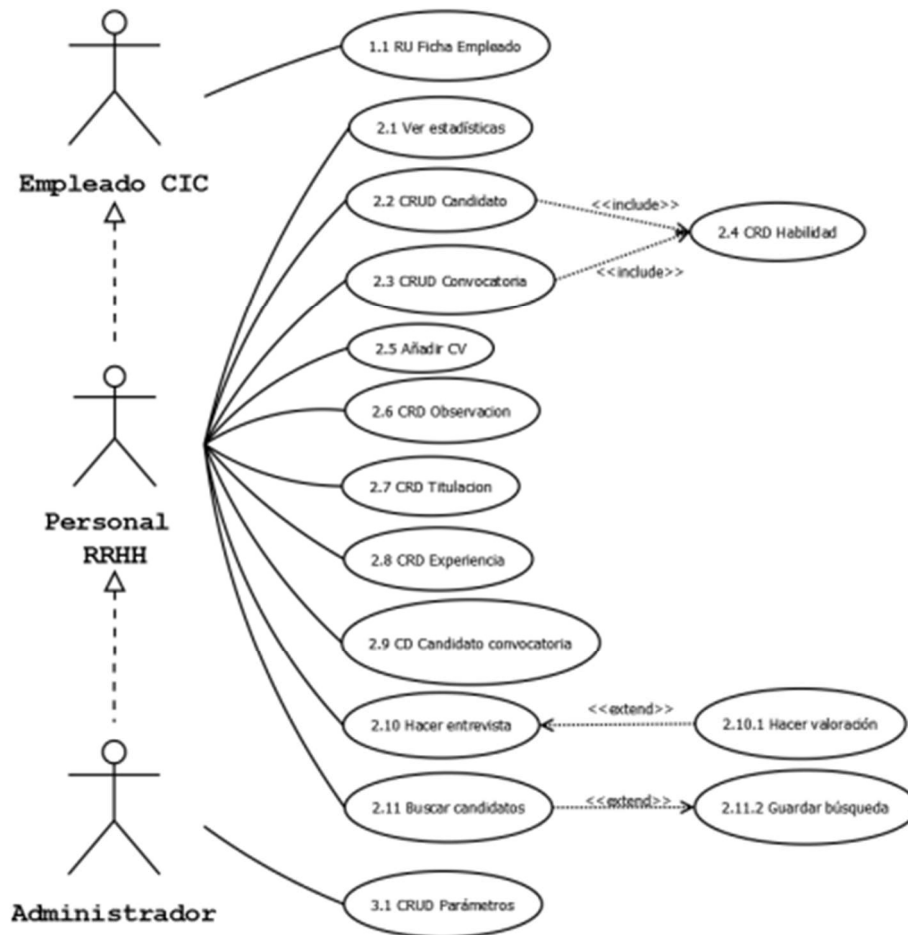 1.1 RU Ficha Empleado
2.1 Ver estadísticas
Empleado CIC
2.2 CRUD Candidato
<<include>>
2.4 CRD Habilidad
<<include>>
2.3 CRUD Convocatoria
2.5 Añadir CV
2.6 CRD Observacion
2.7 CRD Titulacion
Personal
RRHH
2.8 CRD Experiencia
2.9 CD Candidato convocatoria
2.10 Hacer entrevista
<<extend>>
2.10.1 Hacer valoración
2.11 Buscar candidatos
<<extend>>
2.11.2 Guardar búsqueda
3.1 CRUD Parámetros
Administrador